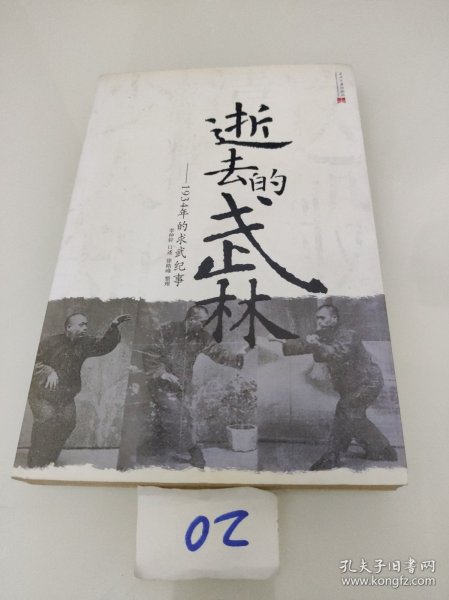 逝去的武林
——1934年的求武纪事
李仲轩 口述 徐皓峰 整理
02
孔夫子旧书网
www.kongfz.com